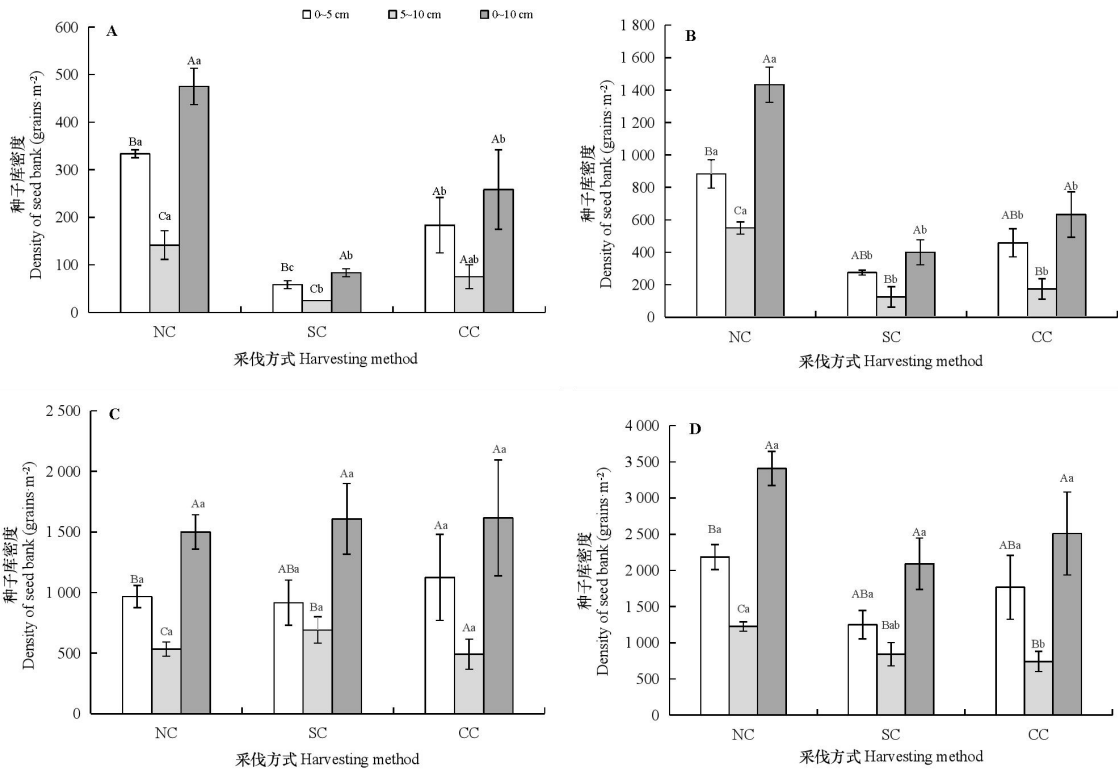 0~5 cm 5~10 cm 0~10 cm
A
600
500
400
300
200
100
0
种子库密度
Density of seed bank (grains·m-2)
Ba
Ca
Aa
Bc
Cb
Ab
Ab
Aab
Ab
NC SC CC
采伐方式 Harvesting method
B
1 800
1 600
1 400
1 200
1 000
800
600
400
200
0
种子库密度
Density of seed bank (grains·m-2)
Ba
Ca
Aa
ABb
Bb
Ab
ABb
Bb
Ab
NC SC CC
采伐方式 Harvesting method
C
2 500
2 000
1 500
1 000
500
0
种子库密度
Density of seed bank (grains·m-2)
Ba
Ca
Aa
ABa
Ba
Aa
Aa
Aa
Aa
NC SC CC
采伐方式 Harvesting method
D
4 000
3 500
3 000
2 500
2 000
1 500
1 000
500
0
种子库密度
Density of seed bank (grains·m-2)
Ba
Ca
Aa
ABa
Bab
Aa
ABa
Bb
Aa
NC SC CC
采伐方式 Harvesting method